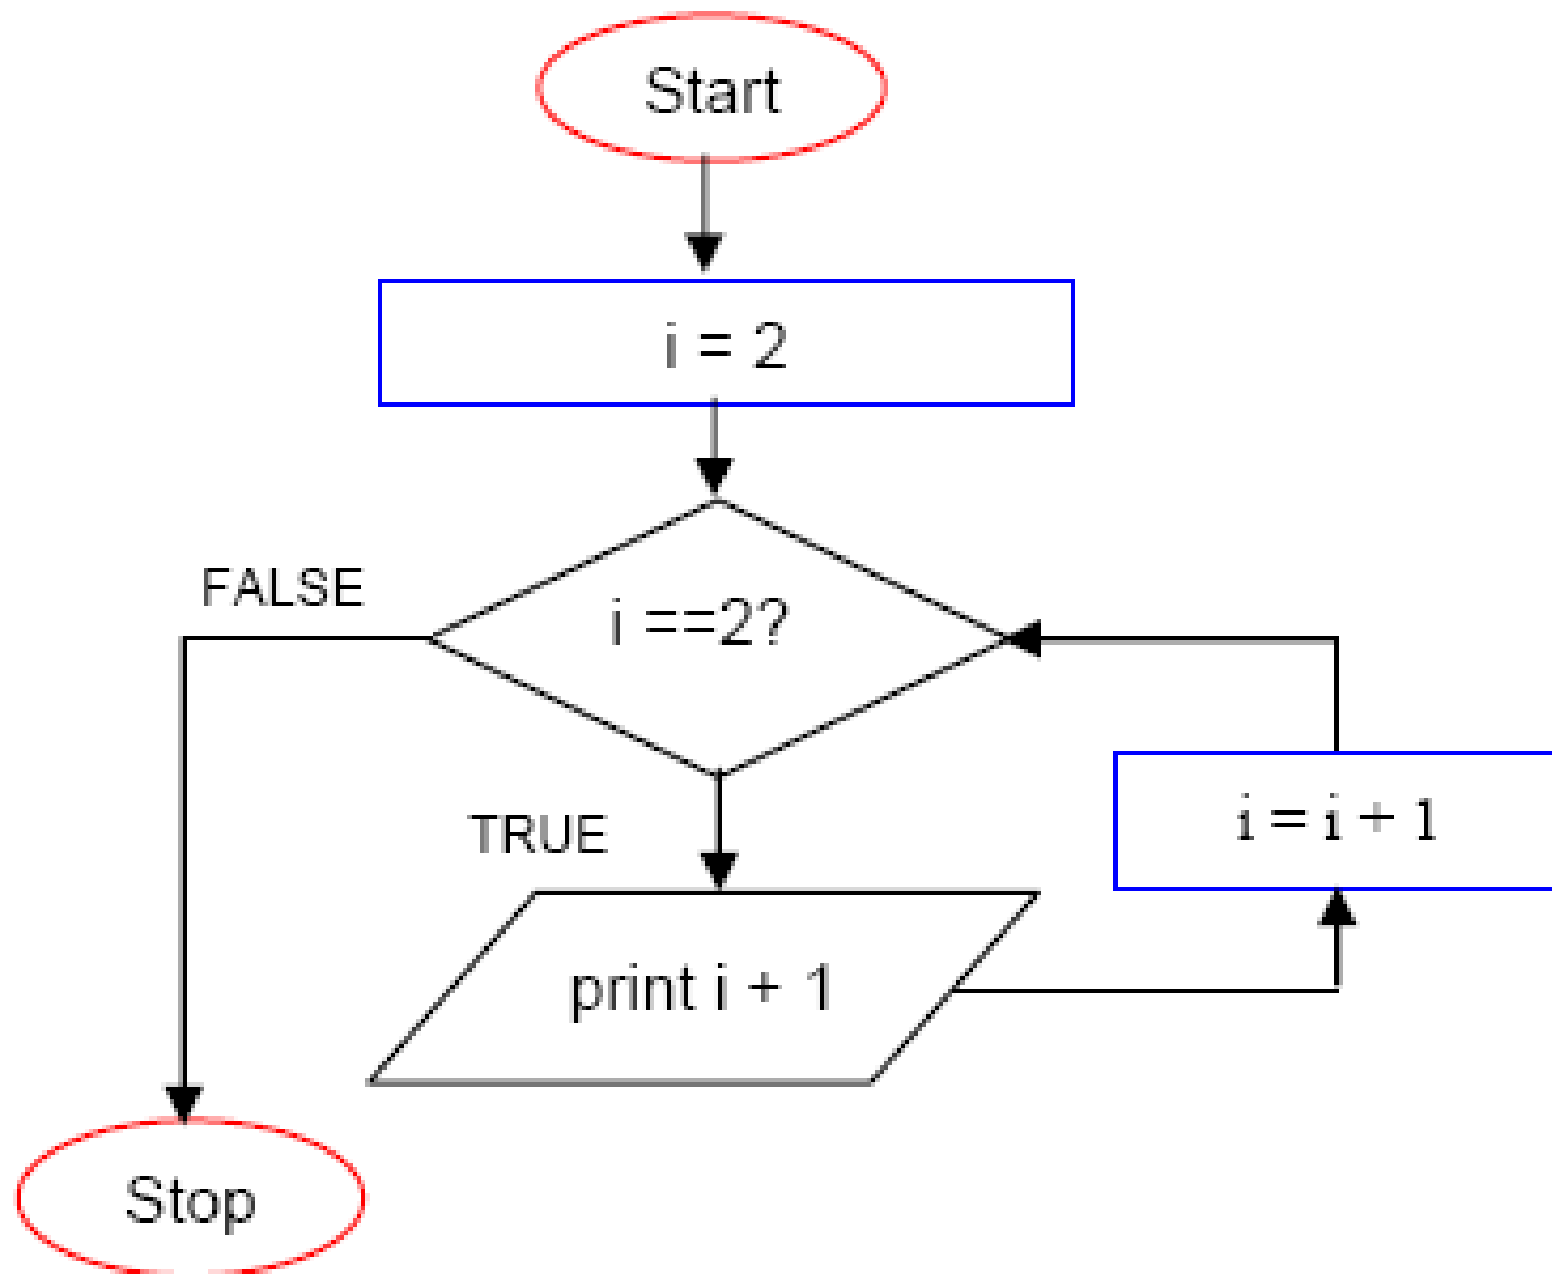 Start
i = 2
FALSE
i ==2?
TRUE
i = i + 1
print i + 1
Stop